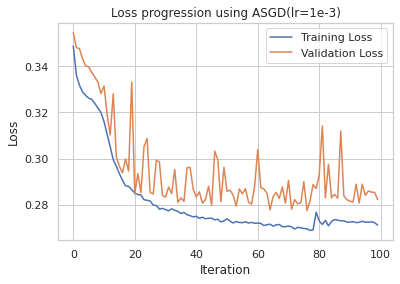 Loss progression using ASGD(lr=1e-3)
Training Loss
Validation Loss
Loss
0.34
0.32
0.30
0.28
0
20
40
60
80
100
Iteration